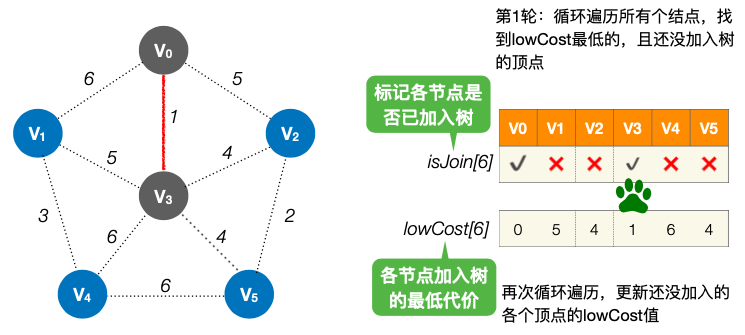 V0
6
5
1
V1
V2
5
4
V3
3
2
6
4
V4
6
V5
第1轮：循环遍历所有个结点，找
到lowCost最低的，且还没加入树
的顶点
标记各节点是
否已加入树
V0 V1 V2 V3 V4 V5
isJoin[6] ✓ ✗ ✗ ✓ ✗ ✗
lowCost[6] 0 5 4 1 6 4
各节点加入树
的最低代价
再次循环遍历，更新还没加入的
各个顶点的lowCost值